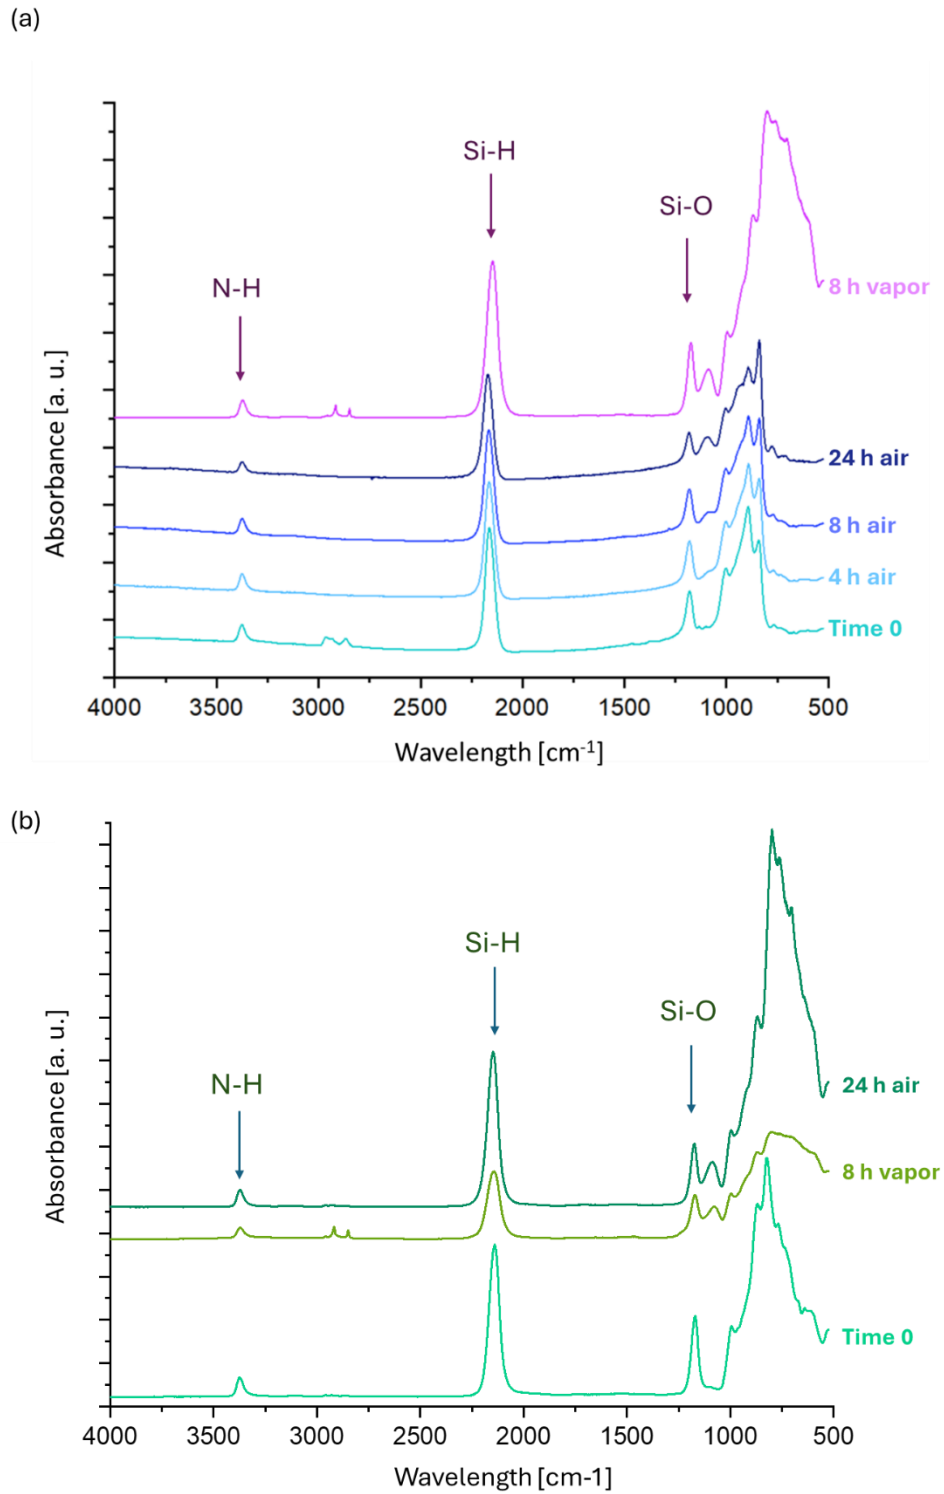 (a)
Si-H
Si-O
N-H
8 h vapor
24 h air
8 h air
4 h air
Time 0
Absorbance [a. u.]
4000 3500 3000 2500 2000 1500 1000 500
Wavelength [cm-1]
(b)
Si-H
Si-O
N-H
24 h air
8 h vapor
Time 0
Absorbance [a. u.]
4000 3500 3000 2500 2000 1500 1000 500
Wavelength [cm-1]